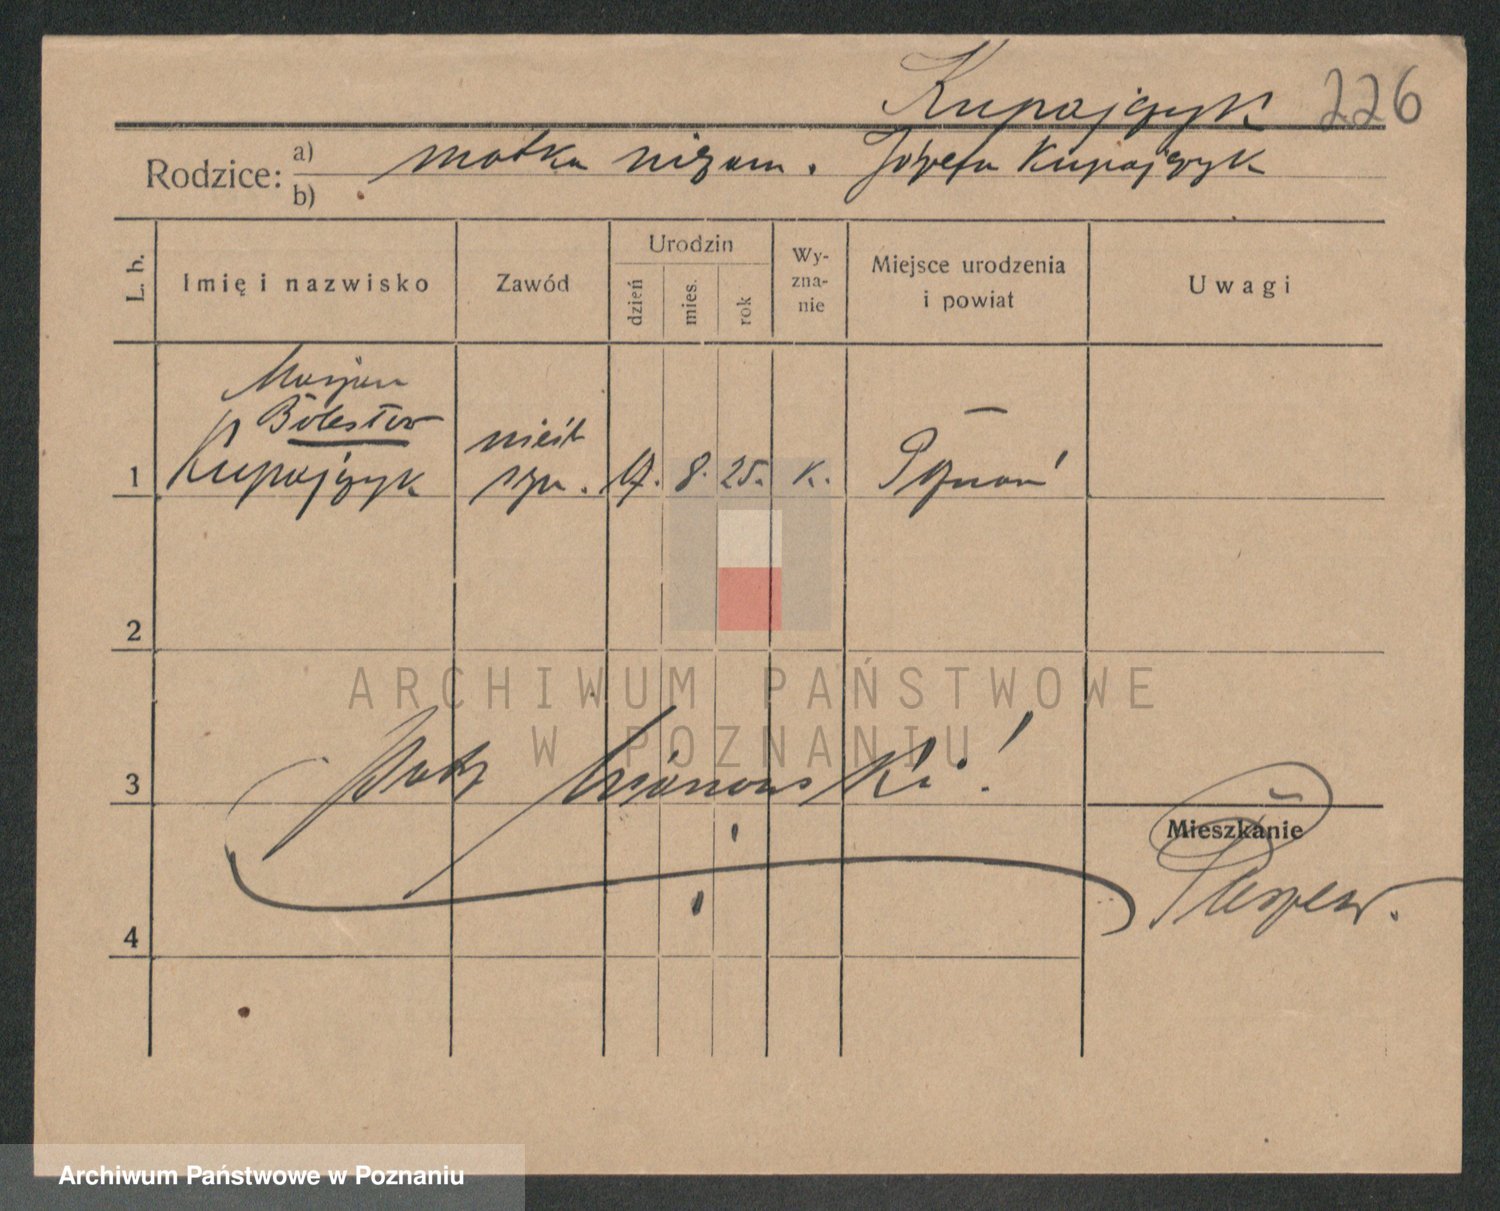 Kupajczyk 226
Rodzice: a) matka niezam. Józefa Kupajczyk
b)
L. b.
Imię i nazwisko
Zawód
Urodzin
dzień
mies.
rok
Wy-
zna-
nie
Miejsce urodzenia
i powiat
Uwagi
Marjan
Bolesław
1 Kupajczyk 17. 8. 25. k. Poznań
2
ARCHIWUM PAŃSTWOWE
W POZNANIU
3
Mieszkanie
Pleszew.
4
Archiwum Państwowe w Poznaniu